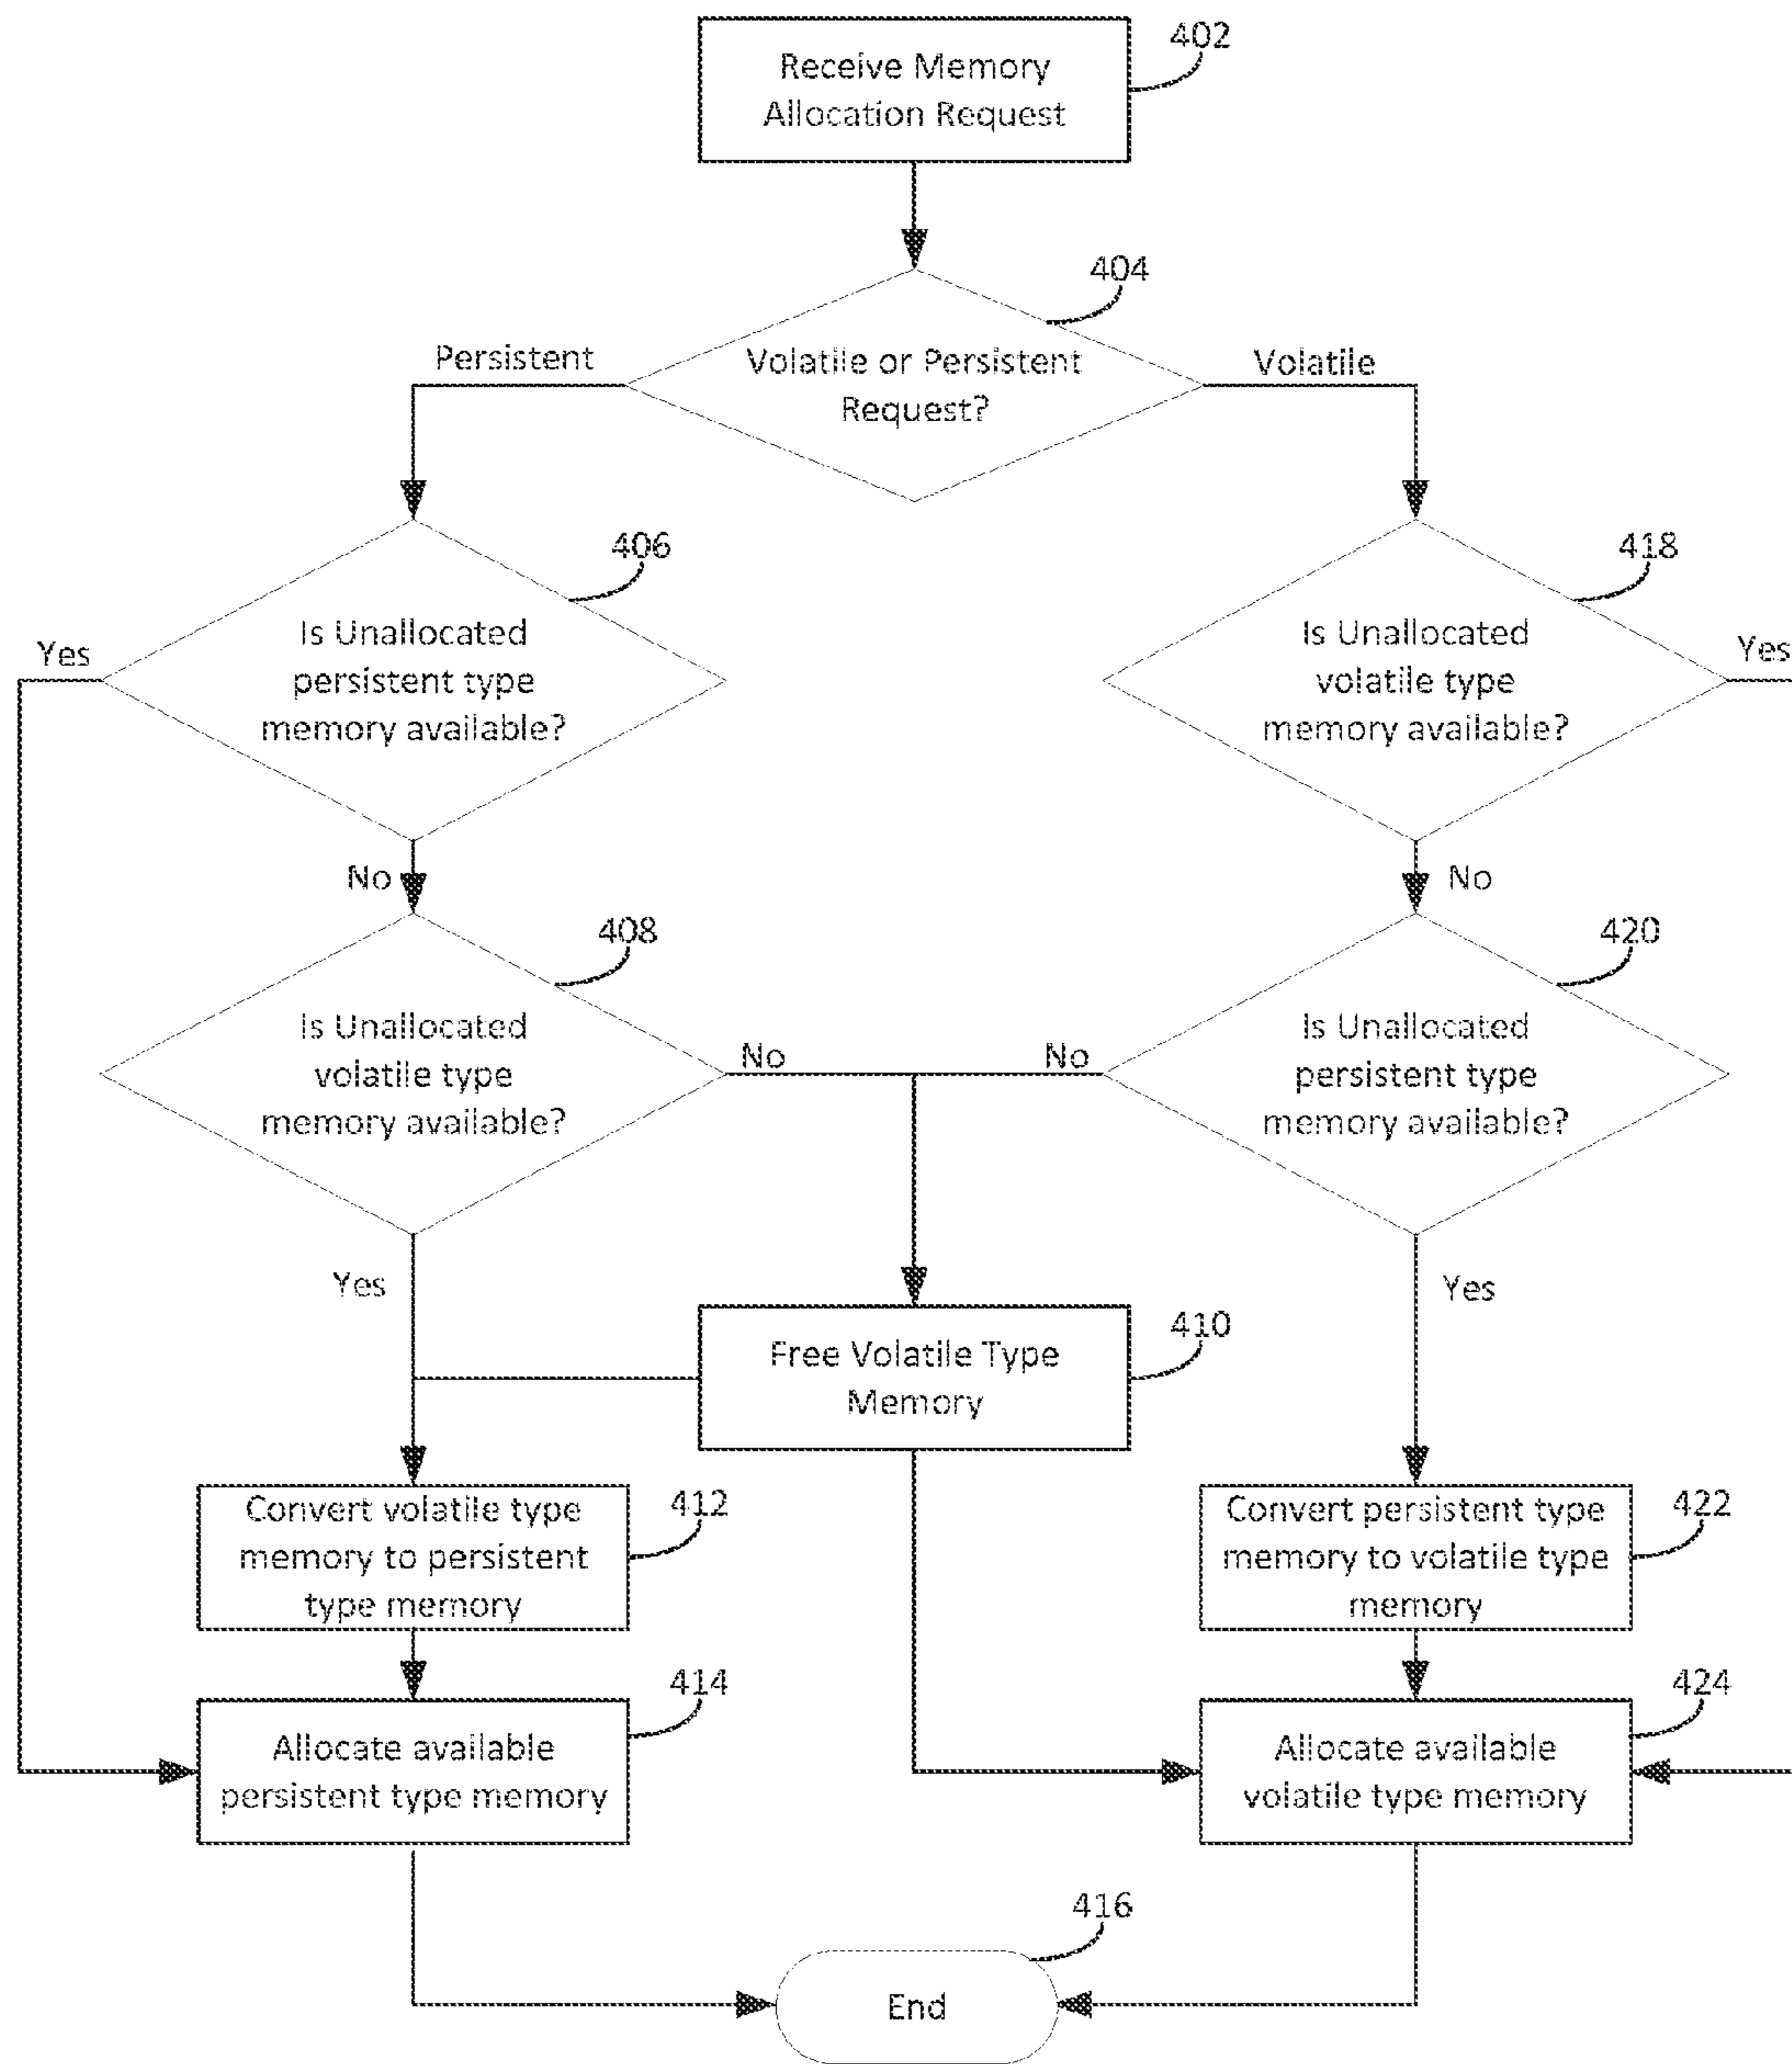 402
Receive Memory
Allocation Request
404
Persistent
Volatile or Persistent
Request?
Volatile
406
418
Yes
Is Unallocated
persistent type
memory available?
Is Unallocated
volatile type
memory available?
Yes
No
No
408
420
Is Unallocated
volatile type
memory available?
No
No
Is Unallocated
persistent type
memory available?
Yes
Yes
410
Free Volatile Type
Memory
Convert volatile type
memory to persistent
type memory
412
Convert persistent type
memory to volatile type
memory
422
414
424
Allocate available
persistent type memory
Allocate available
volatile type memory
416
End